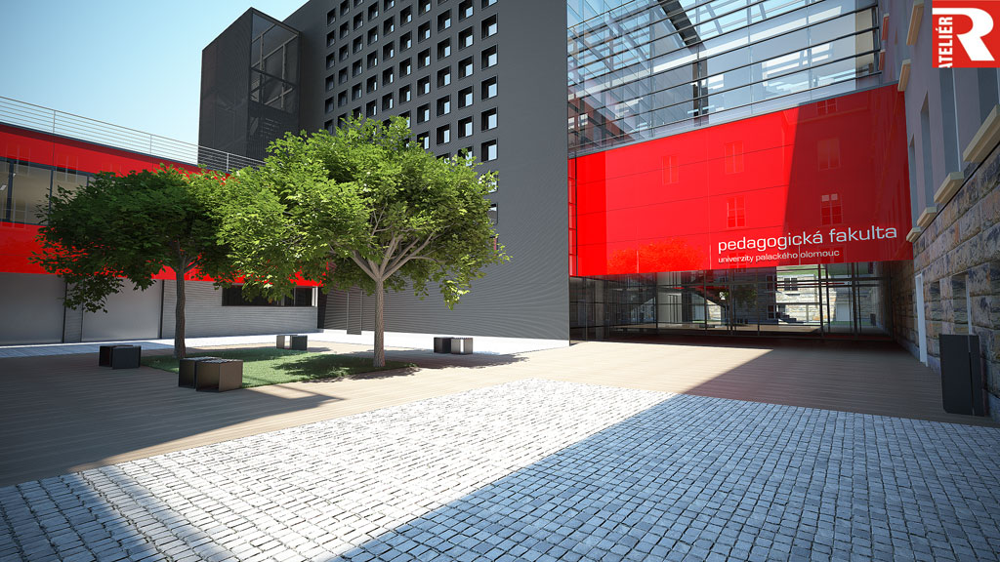 pedagogická fakulta
univerzity palackého olomouc
ATELIÉR R